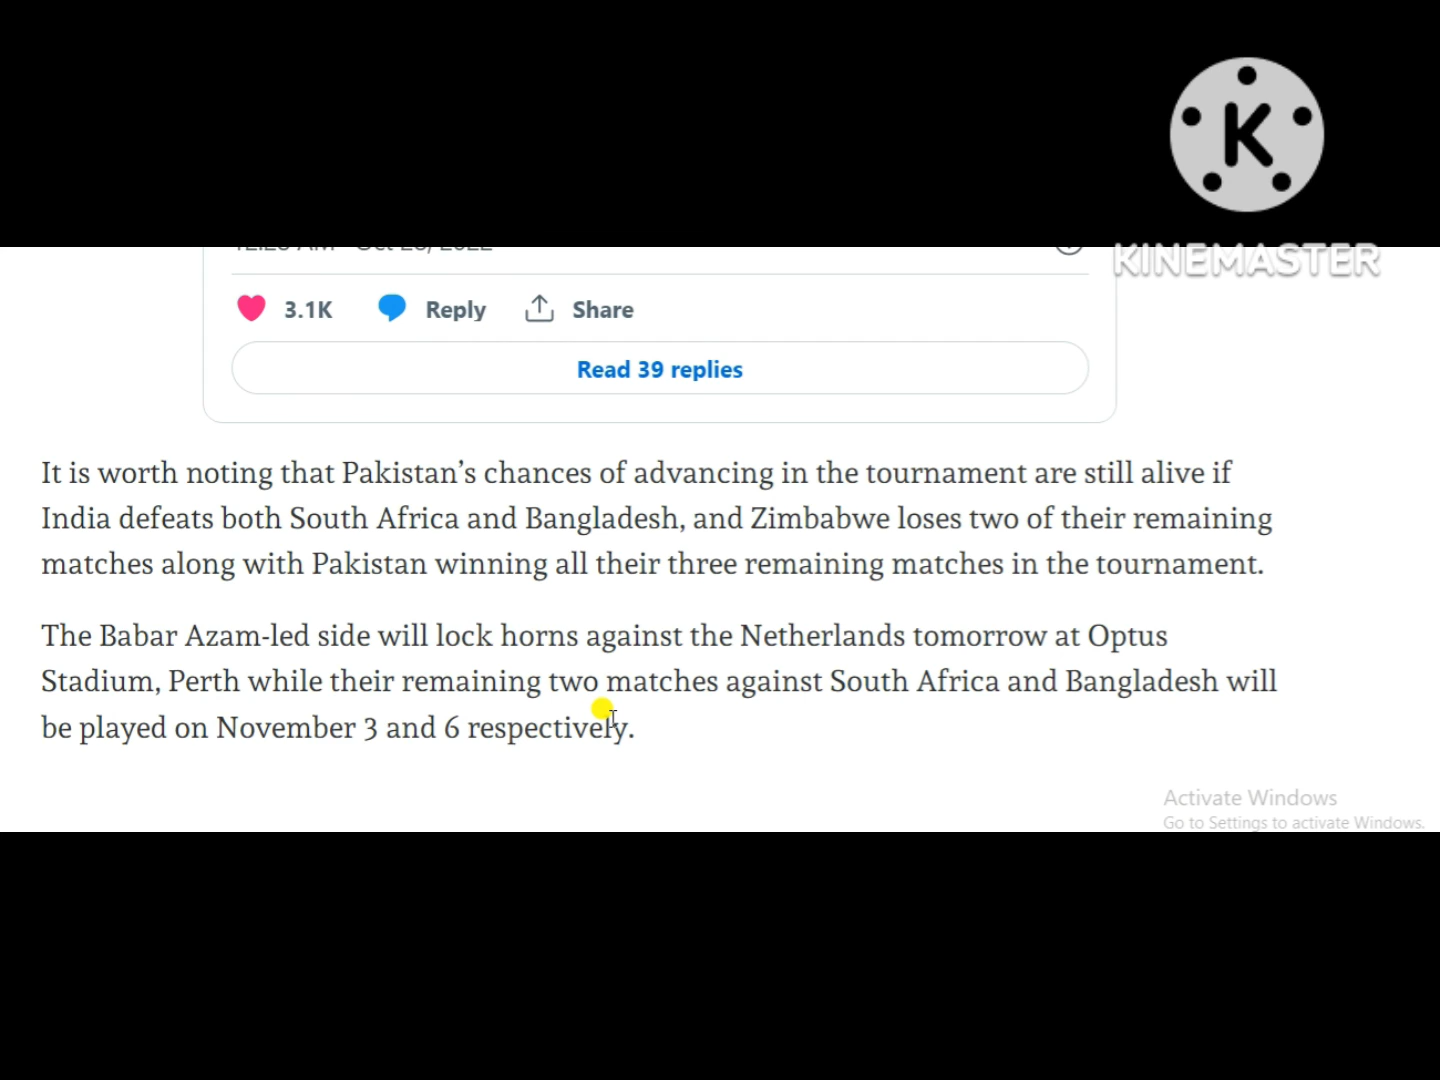 K
KINEMASTER
3.1K Reply Share
Read 39 replies
It is worth noting that Pakistan’s chances of advancing in the tournament are still alive if
India defeats both South Africa and Bangladesh, and Zimbabwe loses two of their remaining
matches along with Pakistan winning all their three remaining matches in the tournament.
The Babar Azam-led side will lock horns against the Netherlands tomorrow at Optus
Stadium, Perth while their remaining two matches against South Africa and Bangladesh will
be played on November 3 and 6 respectively.
Activate Windows
Go to Settings to activate Windows.